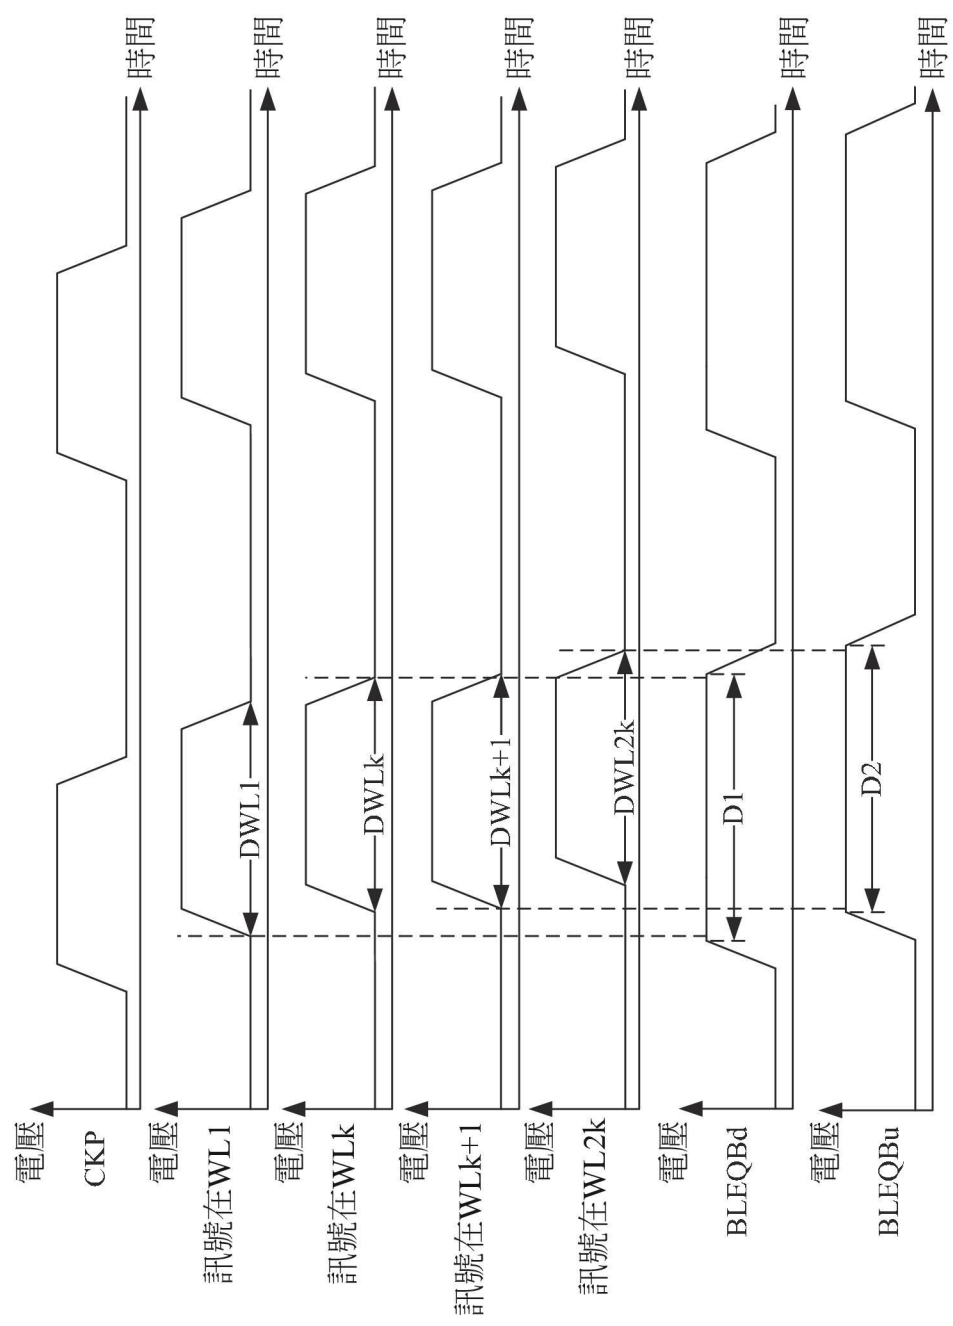 電壓
CKP
時間
電壓
訊號在WL1
DWL1
時間
電壓
訊號在WLk
DWLk
時間
電壓
訊號在WLk+1
DWLk+1
時間
電壓
訊號在WL2k
DWL2k
時間
電壓
BLEQBd
D1
時間
電壓
BLEQBu
D2
時間